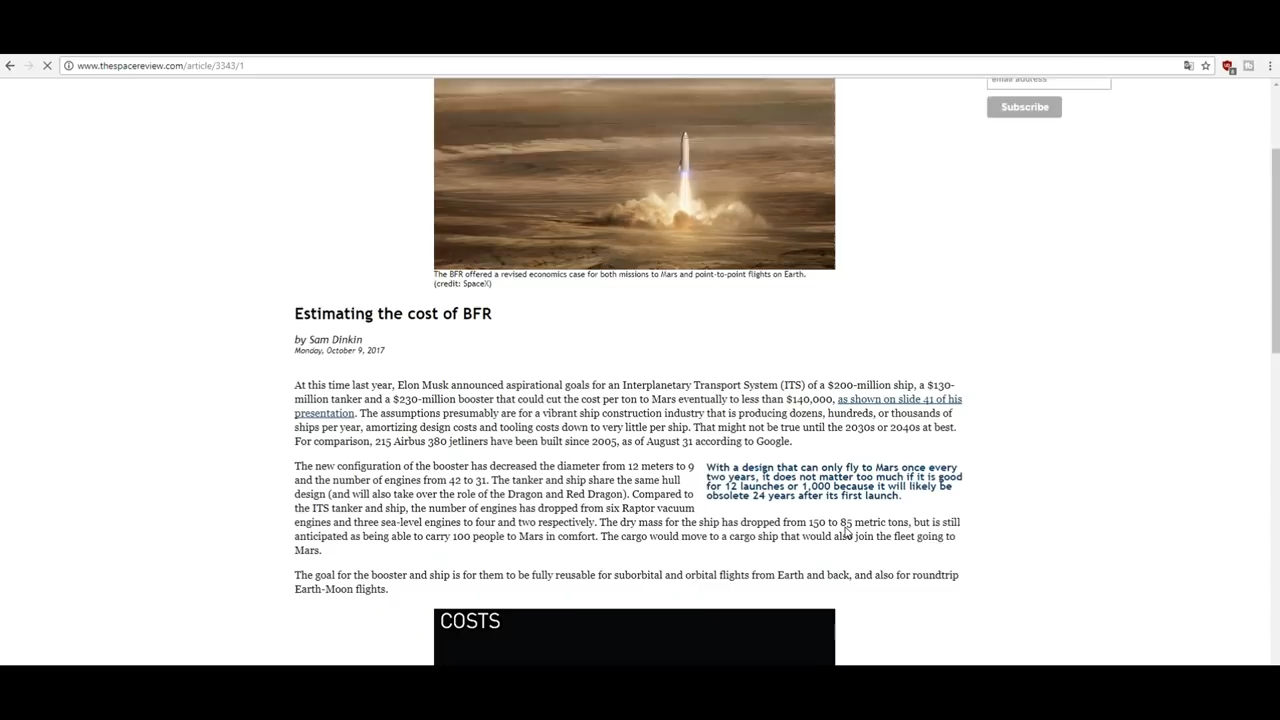 www.thespacereview.com/article/3343/1
email address
Subscribe
The BFR offered a revised economics case for both missions to Mars and point-to-point flights on Earth.
(credit: SpaceX)
Estimating the cost of BFR
by Sam Dinkin
Monday, October 9, 2017
At this time last year, Elon Musk announced aspirational goals for an Interplanetary Transport System (ITS) of a $200-million ship, a $130-
million tanker and a $230-million booster that could cut the cost per ton to Mars eventually to less than $140,000, as shown on slide 41 of his
presentation. The assumptions presumably are for a vibrant ship construction industry that is producing dozens, hundreds, or thousands of
ships per year, amortizing design costs and tooling costs down to very little per ship. That might not be true until the 2030s or 2040s at best.
For comparison, 215 Airbus 380 jetliners have been built since 2005, as of August 31 according to Google.
The new configuration of the booster has decreased the diameter from 12 meters to 9
and the number of engines from 42 to 31. The tanker and ship share the same hull
design (and will also take over the role of the Dragon and Red Dragon). Compared to
the ITS tanker and ship, the number of engines has dropped from six Raptor vacuum
engines and three sea-level engines to four and two respectively. The dry mass for the ship has dropped from 150 to 85 metric tons, but is still
anticipated as being able to carry 100 people to Mars in comfort. The cargo would move to a cargo ship that would also join the fleet going to
Mars.
With a design that can only fly to Mars once every
two years, it does not matter too much if it is good
for 12 launches or 1,000 because it will likely be
obsolete 24 years after its first launch.
The goal for the booster and ship is for them to be fully reusable for suborbital and orbital flights from Earth and back, and also for roundtrip
Earth-Moon flights.
COSTS